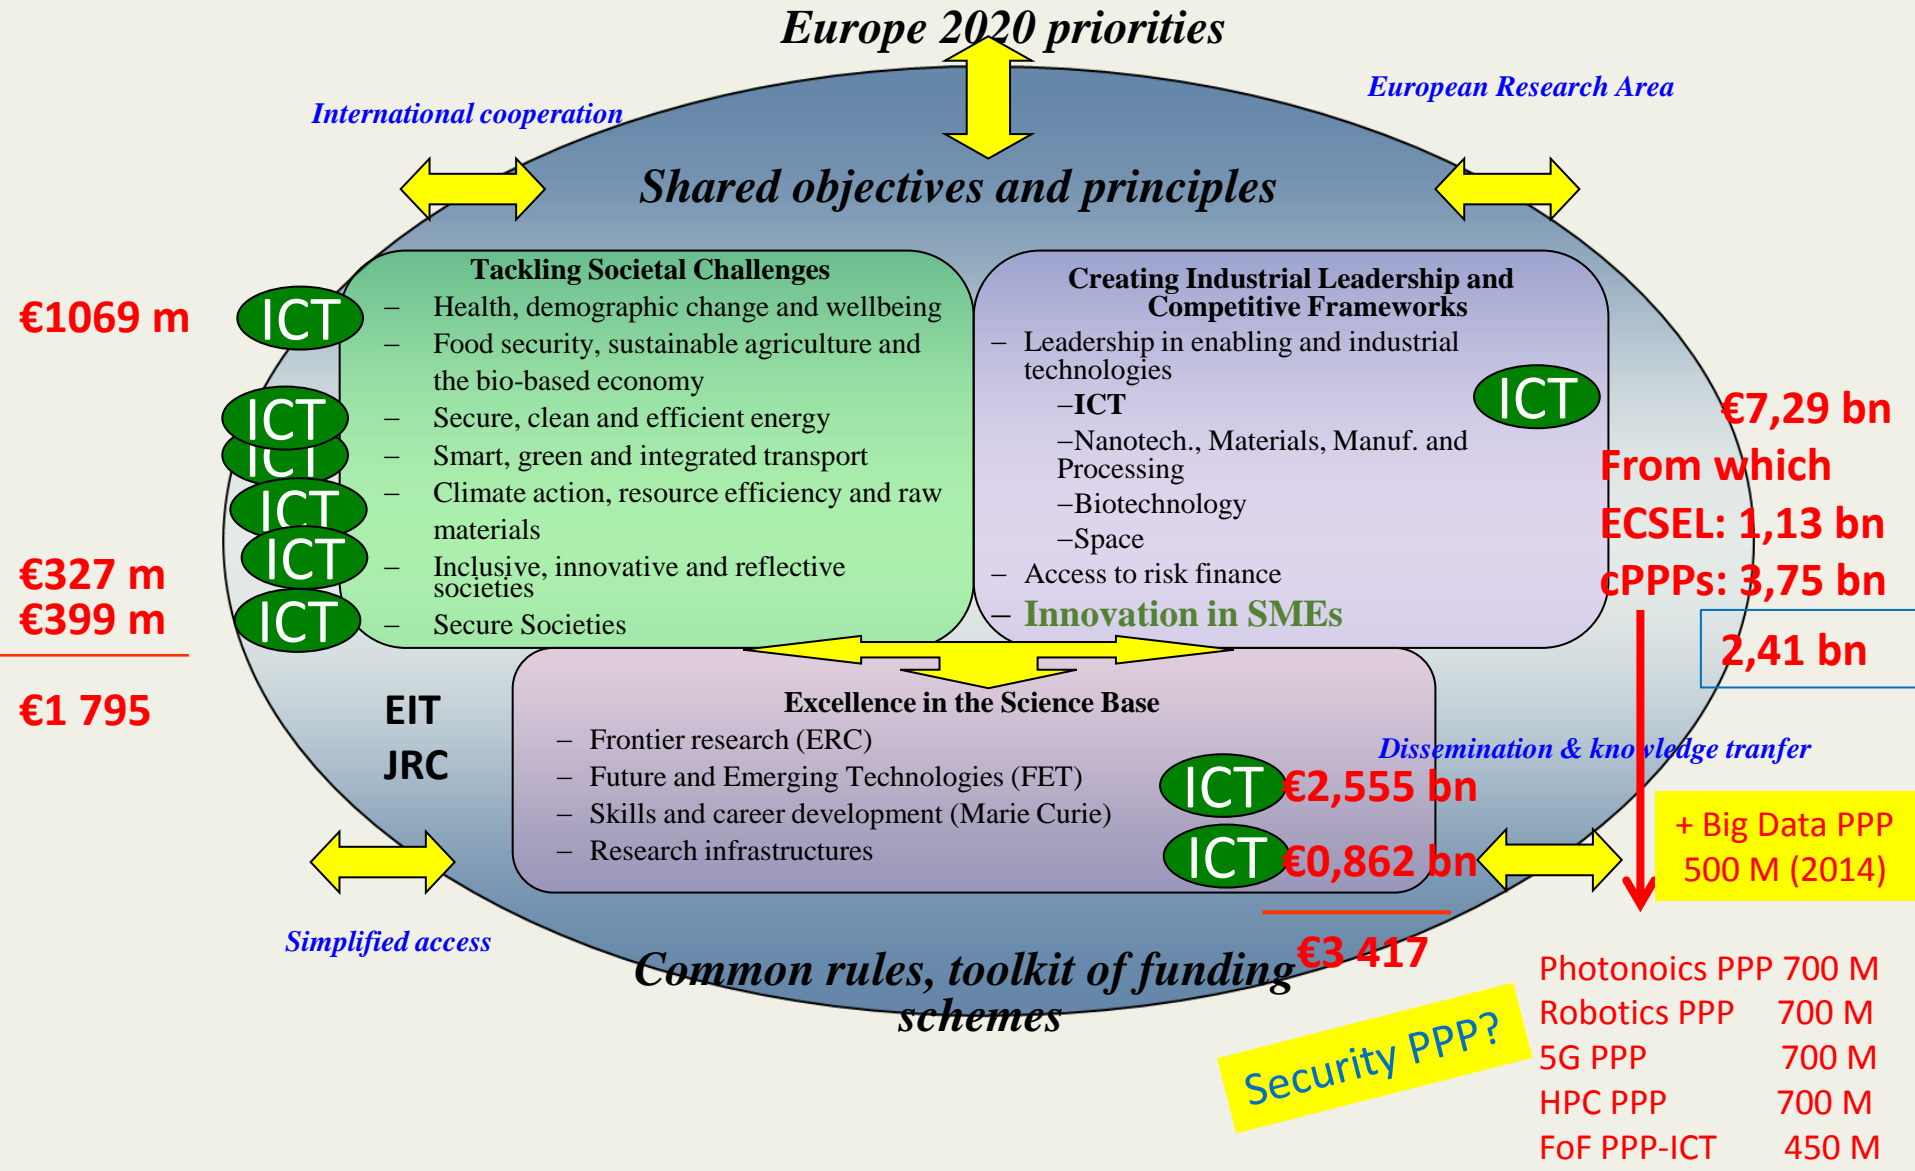 Europe 2020 priorities
International cooperation
European Research Area
Shared objectives and principles
Tackling Societal Challenges
– Health, demographic change and wellbeing
– Food security, sustainable agriculture and
the bio-based economy
– Secure, clean and efficient energy
– Smart, green and integrated transport
– Climate action, resource efficiency and raw
materials
– Inclusive, innovative and reflective
societies
– Secure Societies
€1069 m
ICT
ICT
ICT
ICT
ICT
ICT
€327 m
€399 m
€1 795
Creating Industrial Leadership and
Competitive Frameworks
– Leadership in enabling and industrial
technologies
–ICT
–Nanotech., Materials, Manuf. and
Processing
–Biotechnology
–Space
– Access to risk finance
– Innovation in SMEs
ICT
€7,29 bn
From which
ECSEL: 1,13 bn
cPPPs: 3,75 bn
2,41 bn
EIT
JRC
Excellence in the Science Base
– Frontier research (ERC)
– Future and Emerging Technologies (FET)
– Skills and career development (Marie Curie)
– Research infrastructures
ICT €2,555 bn
ICT €0,862 bn
€3 417
Dissemination & knowledge tranfer
+ Big Data PPP
500 M (2014)
Simplified access
Common rules, toolkit of funding
schemes
Security PPP?
Photonoics PPP 700 M
Robotics PPP 700 M
5G PPP 700 M
HPC PPP 700 M
FoF PPP-ICT 450 M